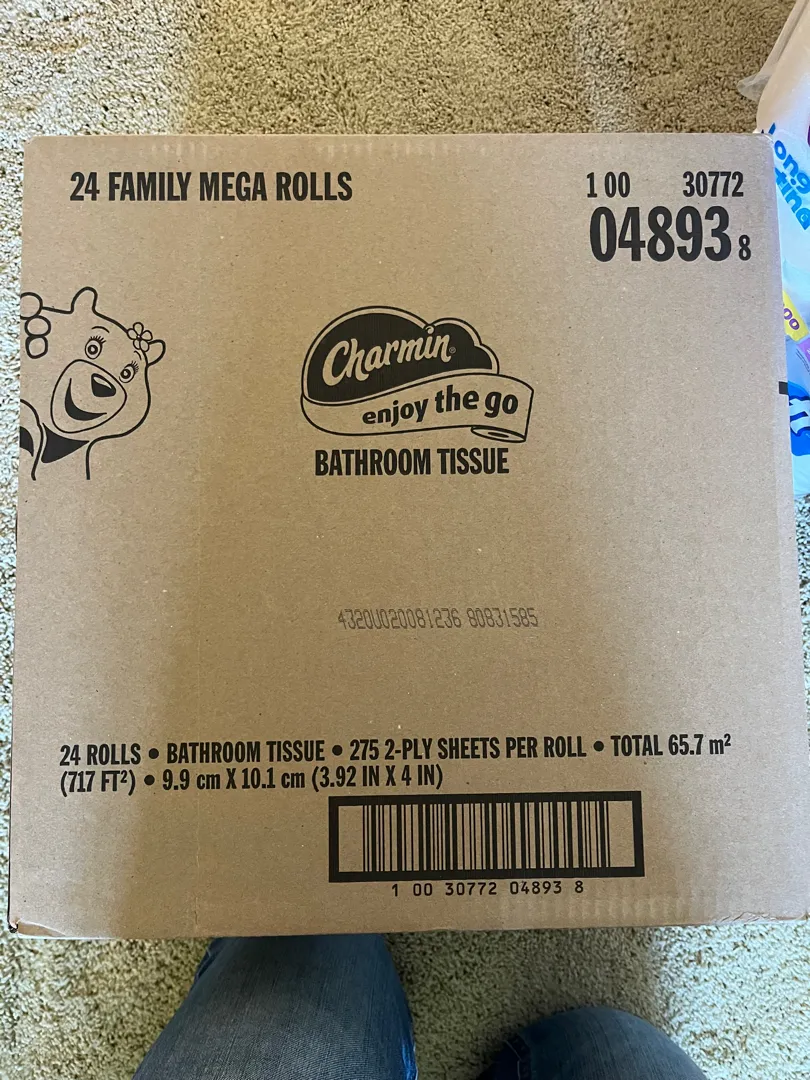 24 FAMILY MEGA ROLLS
1 00 30772
04893 8
Charmin®
enjoy the go
BATHROOM TISSUE
4320U020081236 80831585
24 ROLLS • BATHROOM TISSUE • 275 2-PLY SHEETS PER ROLL • TOTAL 65.7 m²
(717 FT²) • 9.9 cm X 10.1 cm (3.92 IN X 4 IN)
1 00 30772 04893 8
Long